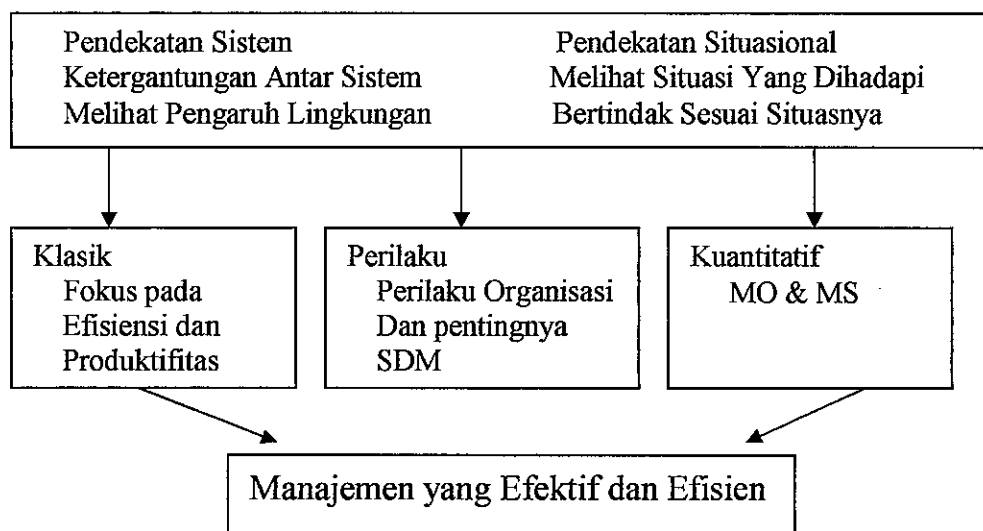 Pendekatan Sistem
Ketergantungan Antar Sistem
Melihat Pengaruh Lingkungan
Pendekatan Situasional
Melihat Situasi Yang Dihadapi
Bertindak Sesuai Situasnya
Klasik
Fokus pada
Efisiensi dan
Produktifitas
Perilaku
Perilaku Organisasi
Dan pentingnya
SDM
Kuantitatif
MO & MS
Manajemen yang Efektif dan Efisien